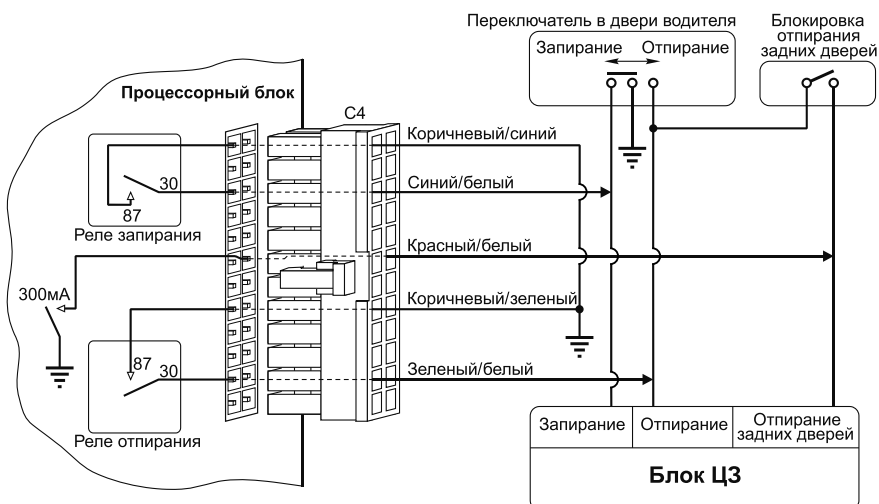 Переключатель в двери водителя
Запирание
Отпирание
Блокировка
отпирания
задних дверей
Процессорный блок
С4
Коричневый/синий
30
87
Реле запирания
Синий/белый
Красный/белый
300мА
Коричневый/зеленый
87
30
Реле отпирания
Зеленый/белый
Запирание
Отпирание
Отпирание
задних дверей
Блок ЦЗ